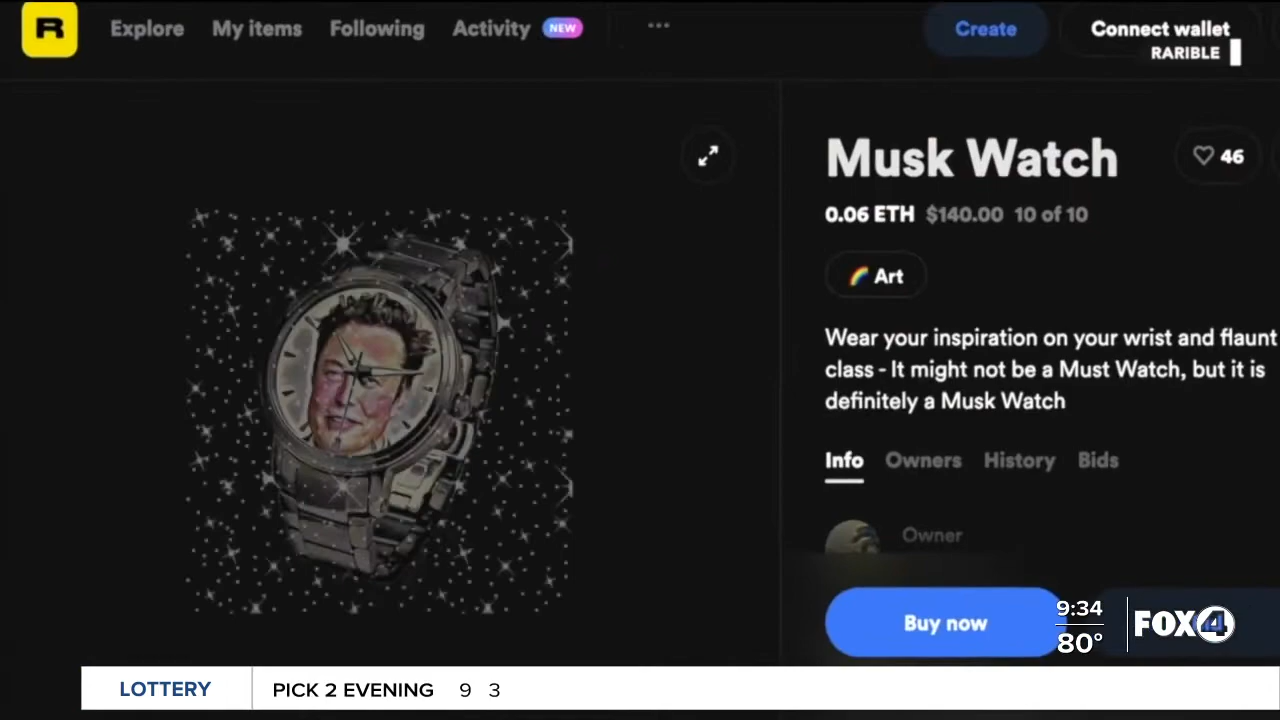 R Explore My items Following Activity NEW ... Create Connect wallet
RARIBLE
Musk Watch 46
0.06 ETH $140.00 10 of 10
Art
Wear your inspiration on your wrist and flaunt
class - It might not be a Must Watch, but it is
definitely a Musk Watch
Info Owners History Bids
Owner
Buy now
9:34
80°
FOX 4
LOTTERY PICK 2 EVENING 9 3